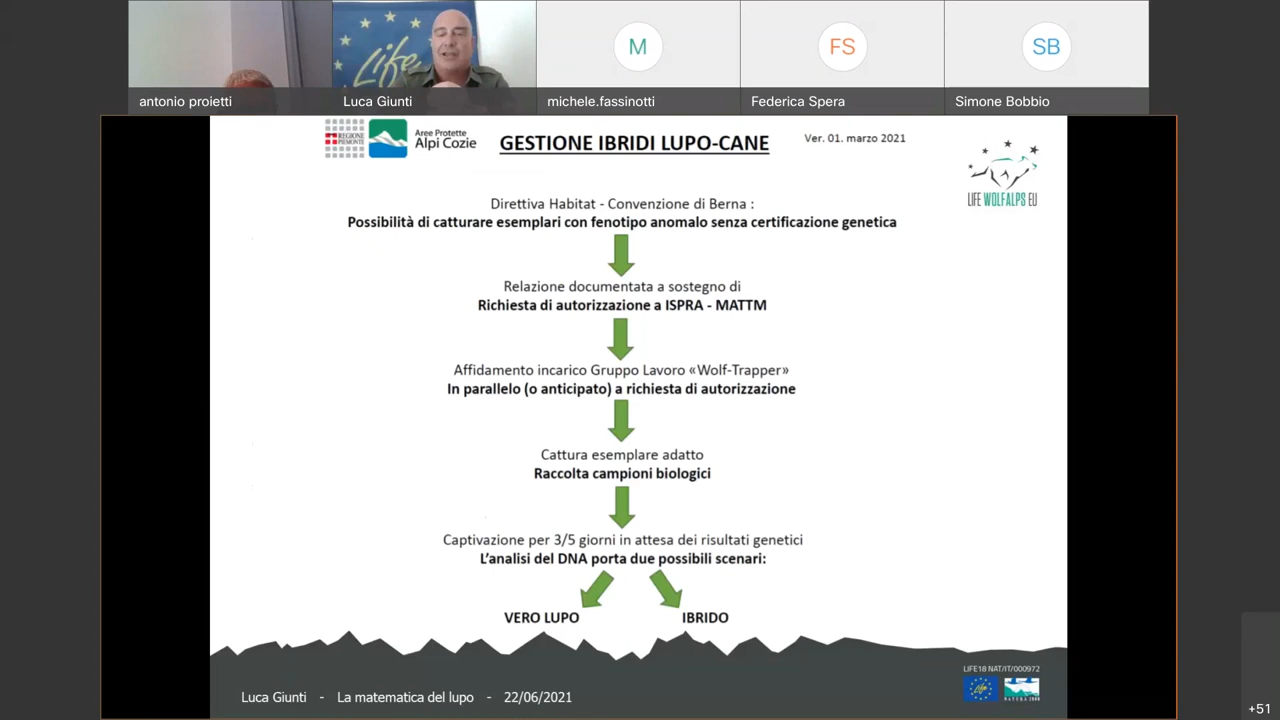 Life
M
FS
SB
antonio proietti
Luca Giunti
michele.fassinotti
Federica Spera
Simone Bobbio
REGIONE
PIEMONTE
Aree Protette
Alpi Cozie
GESTIONE IBRIDI LUPO-CANE
Ver. 01. marzo 2021
LIFE WOLFALPS EU
Direttiva Habitat - Convenzione di Berna :
Possibilità di catturare esemplari con fenotipo anomalo senza certificazione genetica
Relazione documentata a sostegno di
Richiesta di autorizzazione a ISPRA - MATTM
Affidamento incarico Gruppo Lavoro «Wolf-Trapper»
In parallelo (o anticipato) a richiesta di autorizzazione
Cattura esemplare adatto
Raccolta campioni biologici
Captivazione per 3/5 giorni in attesa dei risultati genetici
L'analisi del DNA porta due possibili scenari:
VERO LUPO
IBRIDO
LIFE18 NAT/IT/000972
Life
NATURA 2000
Luca Giunti - La matematica del lupo - 22/06/2021
+51